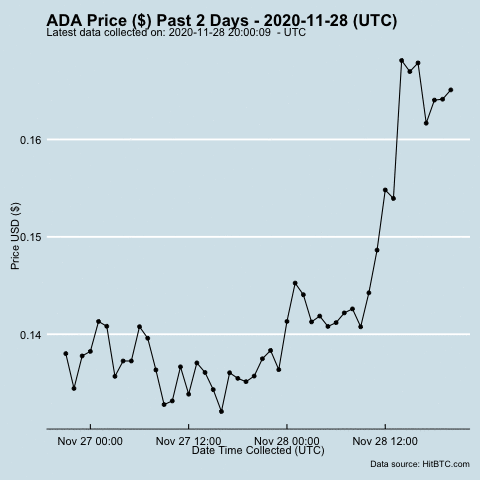 ADA Price ($) Past 2 Days - 2020-11-28 (UTC)
Latest data collected on: 2020-11-28 20:00:09 - UTC
Price USD ($)
0.16
0.15
0.14
Nov 27 00:00 Nov 27 12:00 Nov 28 00:00 Nov 28 12:00
Date Time Collected (UTC)
Data source: HitBTC.com